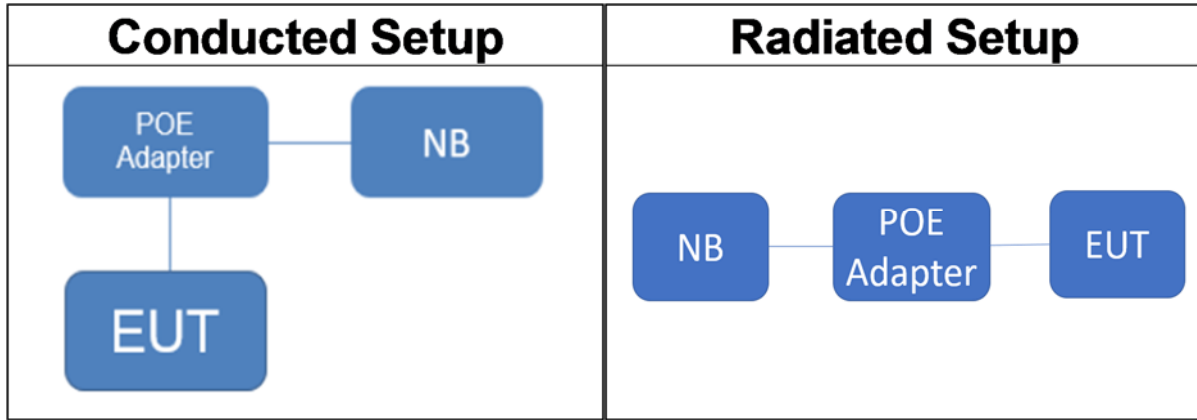 Conducted Setup
POE
Adapter
NB
EUT
Radiated Setup
NB
POE
Adapter
EUT